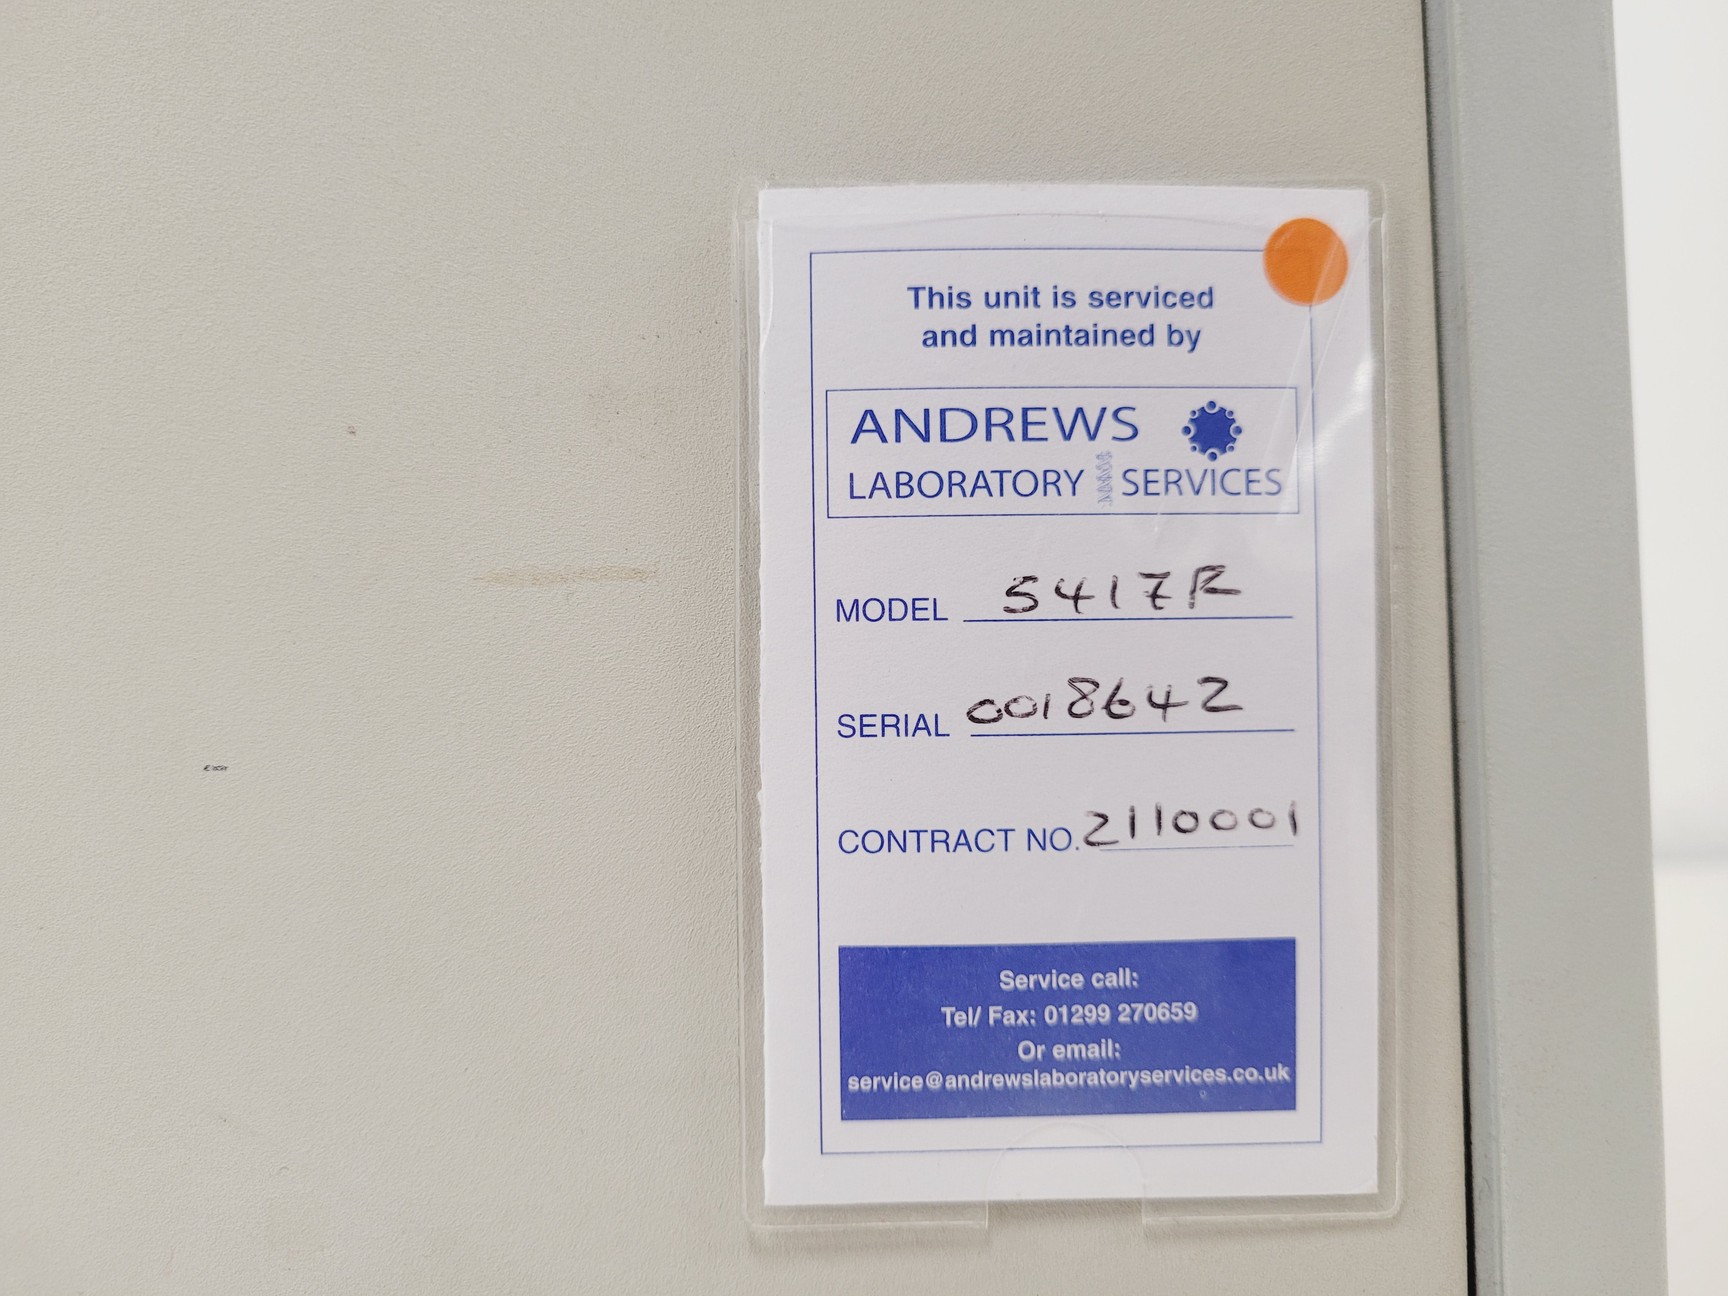 This unit is serviced
and maintained by
ANDREWS
LABORATORY SERVICES
MODEL 5417R
SERIAL 0018642
CONTRACT NO. 2110001
Service call:
Tel/ Fax: 01299 270659
Or email:
service@andrewslaboratoryservices.co.uk